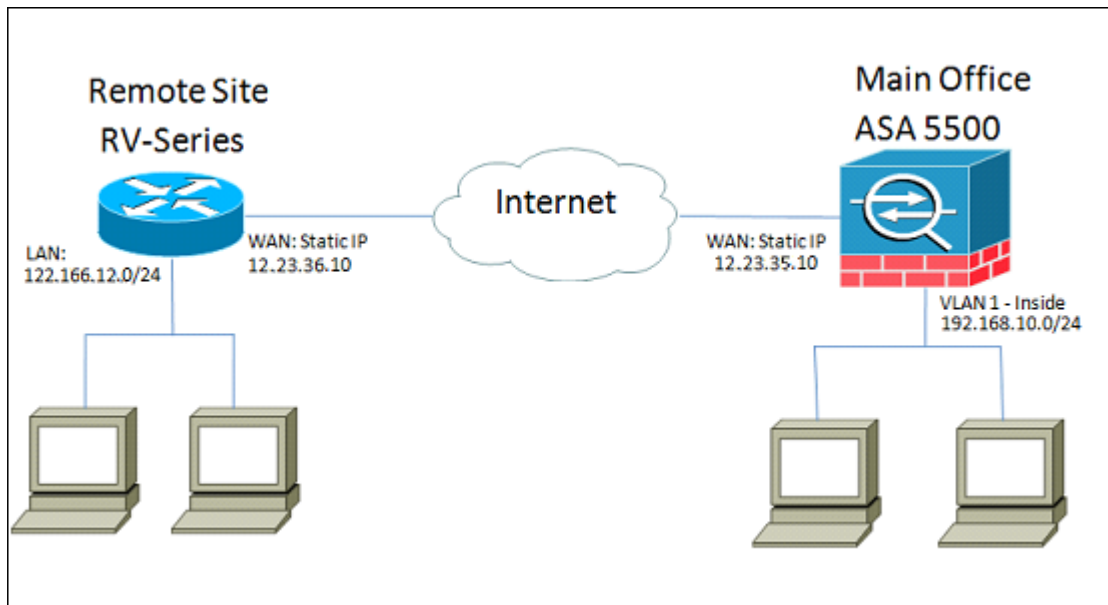 Remote Site
RV-Series
Main Office
ASA 5500
Internet
LAN:
122.166.12.0/24
WAN: Static IP
12.23.36.10
WAN: Static IP
12.23.35.10
VLAN 1 - Inside
192.168.10.0/24